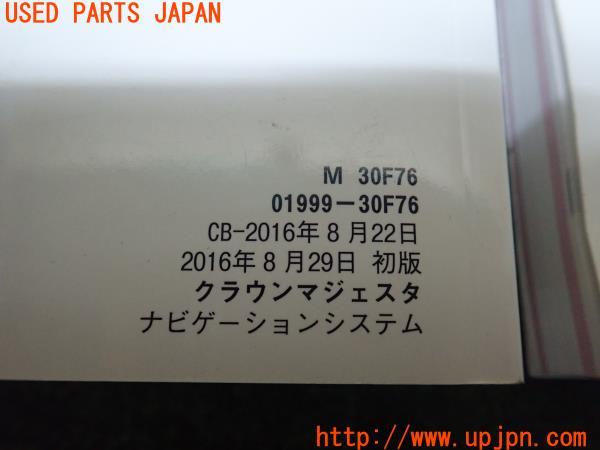 USED PARTS JAPAN
M 30F76
01999-30F76
CB-2016年8月22日
2016年8月29日 初版
クラウンマジェスタ
ナビゲーションシステム
http://www.upjpn.com/